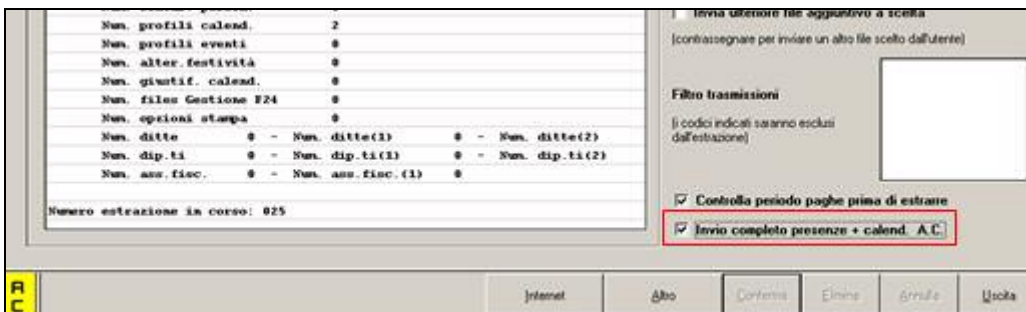 Num. profili calend. 2
Num. profili eventi 0
Num. alter.festività 0
Num. giustif. calend. 0
Num. files Gestione F24 0
Num. opzioni stampa 0
Num. ditte 0 - Num. ditte(1) 0 - Num. ditte(2)
Num. dip.ti 0 - Num. dip.ti(1) 0 - Num. dip.ti(2)
Num. ass.fisc. 0 - Num. ass.fisc.(1) 0
Numero estrazione in corso: 025
Invia ulteriore file aggiuntivo a scelta
(contrassegnare per inviare un altro file scelto dall'utente)
Filtro trasmissioni
(i codici indicati saranno esclusi
dall'estrazione)
Controlla periodo paghe prima di estrarre
Invio completo presenze + calend. A.C.
A
C
Internet
Altro
Conferma
Elimina
Annulla
Uscita